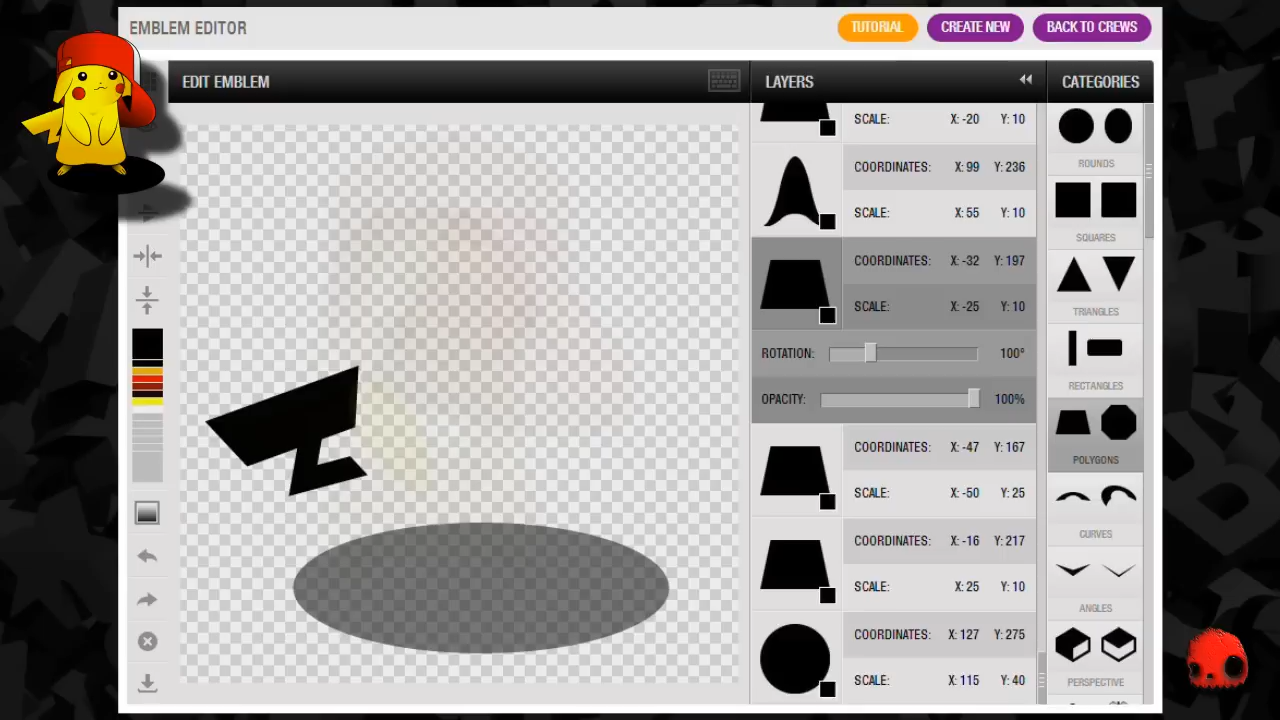 EMBLEM EDITOR
TUTORIAL
CREATE NEW
BACK TO CREWS
EDIT EMBLEM
LAYERS
CATEGORIES
SCALE: X: -20 Y: 10
COORDINATES: X: 99 Y: 236
SCALE: X: 55 Y: 10
COORDINATES: X: -32 Y: 197
SCALE: X: -25 Y: 10
ROTATION: 100°
OPACITY: 100%
COORDINATES: X: -47 Y: 167
SCALE: X: -50 Y: 25
COORDINATES: X: -16 Y: 217
SCALE: X: 25 Y: 10
COORDINATES: X: 127 Y: 275
SCALE: X: 115 Y: 40
ROUNDS
SQUARES
TRIANGLES
RECTANGLES
POLYGONS
CURVES
ANGLES
PERSPECTIVE